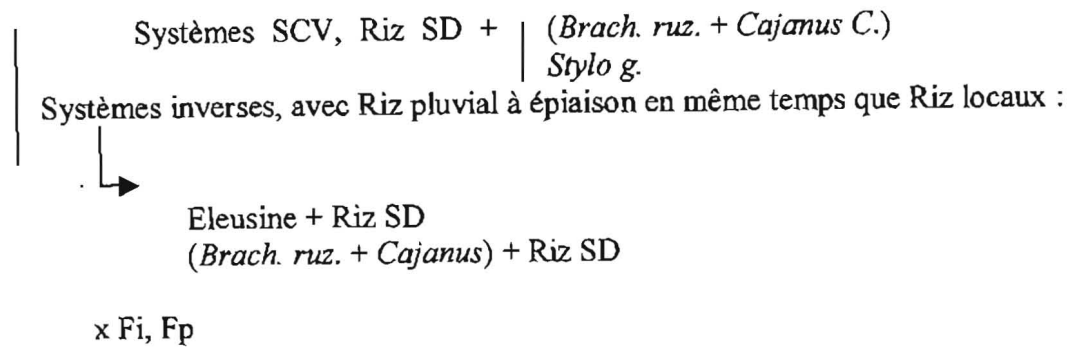 Systèmes SCV, Riz SD + (Brach. ruz. + Cajanus C.)
Stylo g.
Systèmes inverses, avec Riz pluvial à épiaison en même temps que Riz locaux :
Eleusine + Riz SD
(Brach. ruz. + Cajanus) + Riz SD
x Fi, Fp